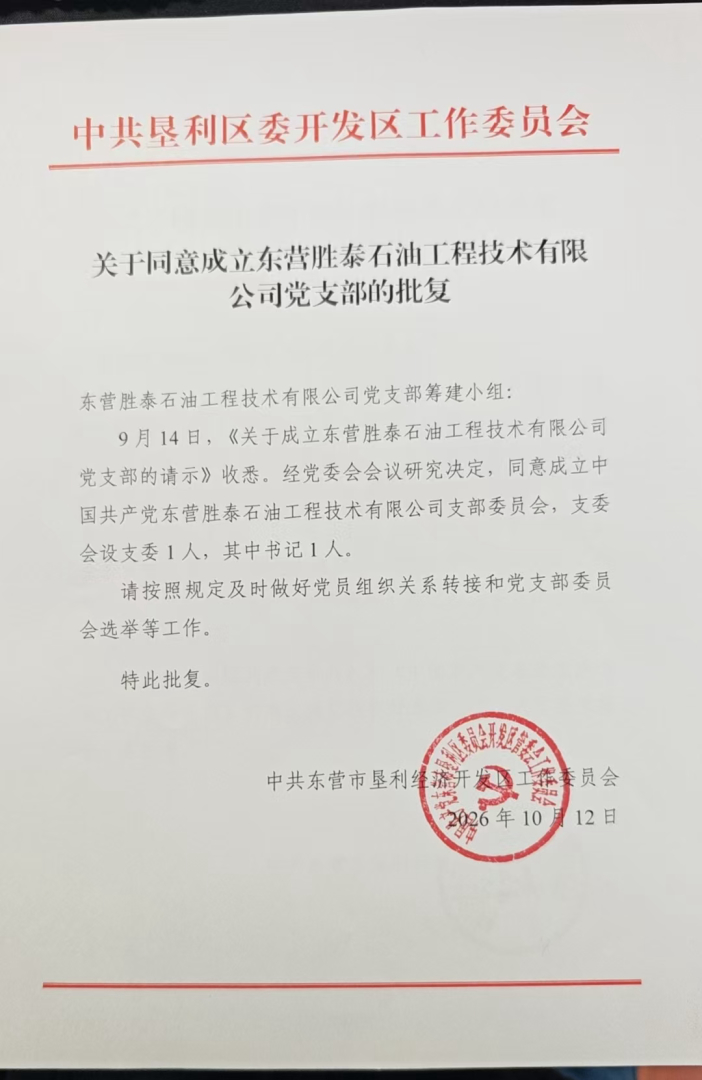 中共垦利区委开发区工作委员会
关于同意成立东营胜泰石油工程技术有限
公司党支部的批复
东营胜泰石油工程技术有限公司党支部筹建小组：
9月14日，《关于成立东营胜泰石油工程技术有限公司
党支部的请示》收悉。经党委会会议研究决定，同意成立中
国共产党东营胜泰石油工程技术有限公司支部委员会，支委
会设支委1人，其中书记1人。
请按照规定及时做好党员组织关系转接和党支部委员
会选举等工作。
特此批复。
中共东营市垦利经济开发区工作委员会
2026年10月12日